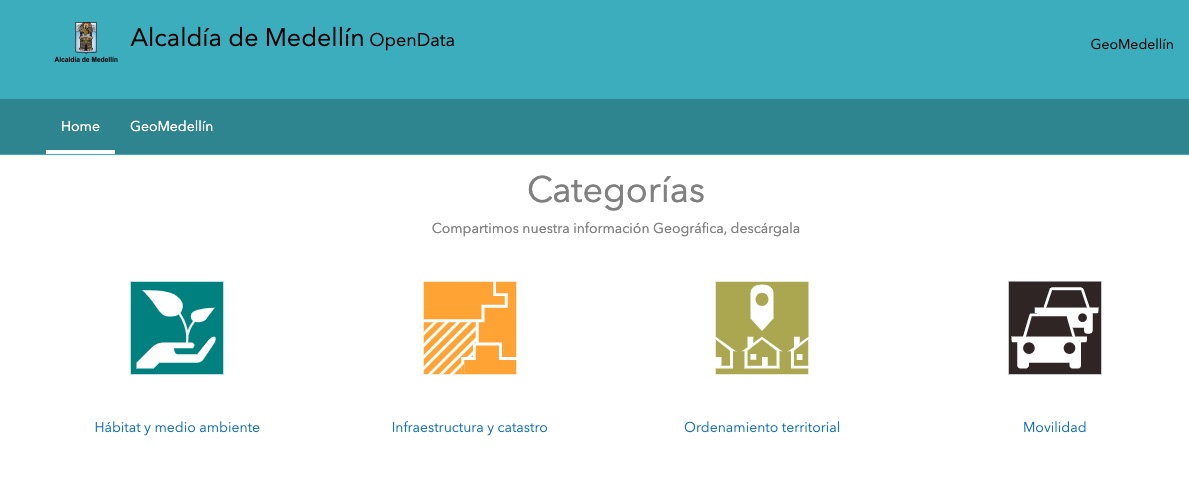 Alcaldía de Medellín OpenData
Alcaldía de Medellín
GeoMedellín
Home GeoMedellín
Categorías
Compartimos nuestra información Geográfica, descárgala
Hábitat y medio ambiente
Infraestructura y catastro
Ordenamiento territorial
Movilidad